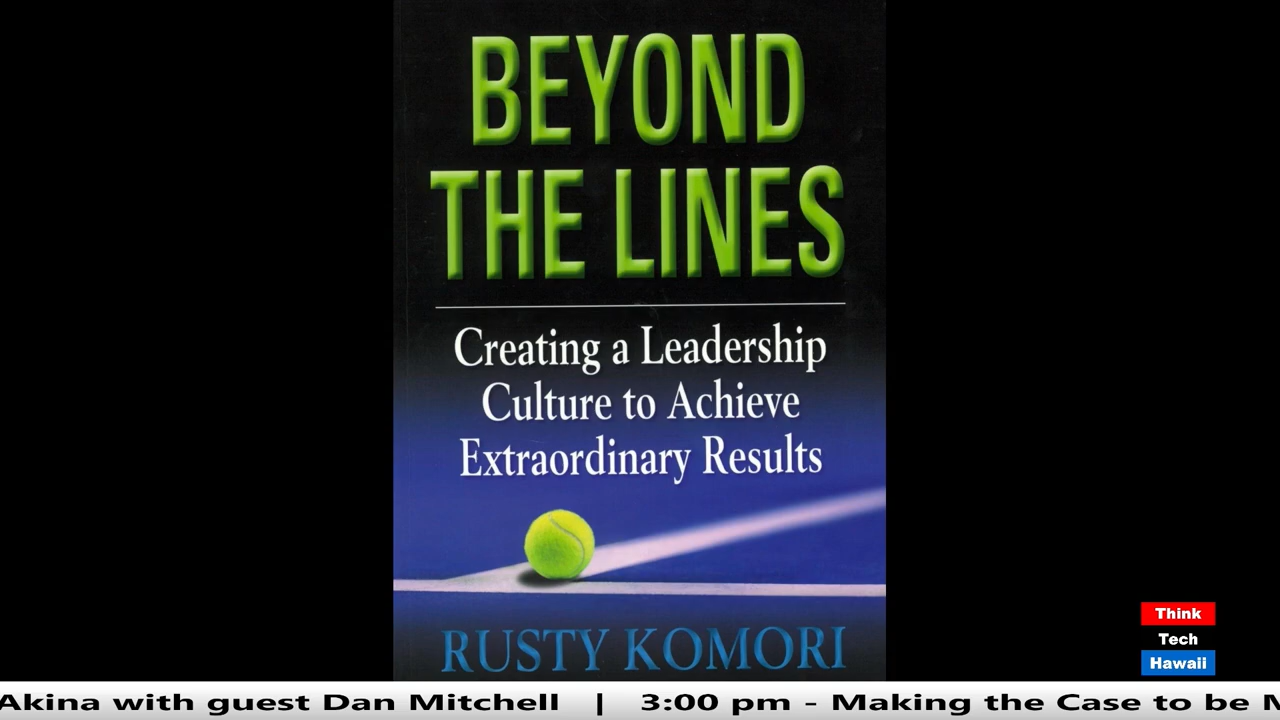 BEYOND
THE LINES
Creating a Leadership
Culture to Achieve
Extraordinary Results
RUSTY KOMORI
Think
Tech
Hawaii
Akina with guest Dan Mitchell | 3:00 pm - Making the Case to be